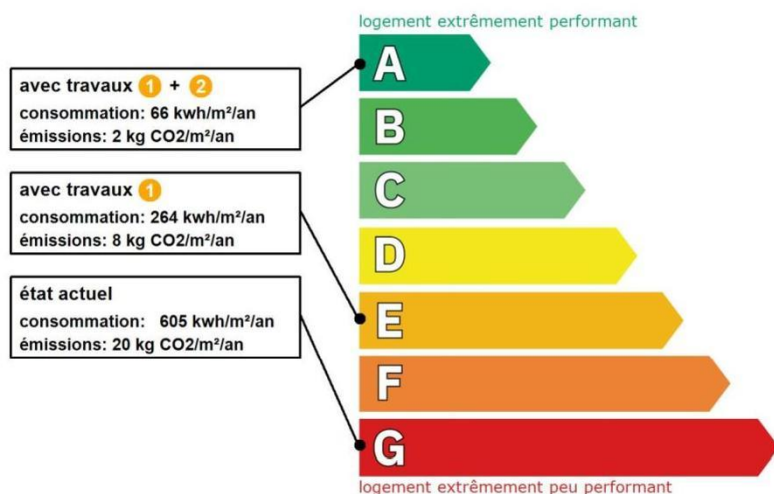 logement extrêmement performant
avec travaux 1 + 2
consommation: 66 kwh/m²/an
émissions: 2 kg CO2/m²/an
avec travaux 1
consommation: 264 kwh/m²/an
émissions: 8 kg CO2/m²/an
état actuel
consommation: 605 kwh/m²/an
émissions: 20 kg CO2/m²/an
A
B
C
D
E
F
G
logement extrêmement peu performant